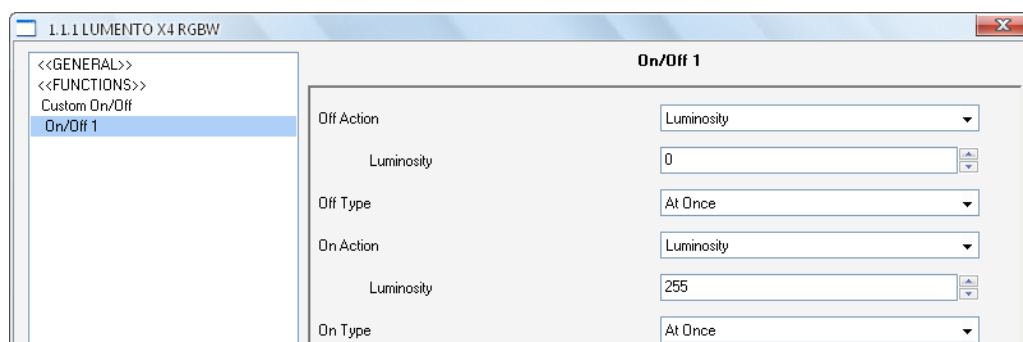 1.1.1 LUMENTO X4 RGBW
<<GENERAL>>
<<FUNCTIONS>>
Custom On/Off
On/Off 1
On/Off 1
Off Action Luminosity
Luminosity 0
Off Type At Once
On Action Luminosity
Luminosity 255
On Type At Once